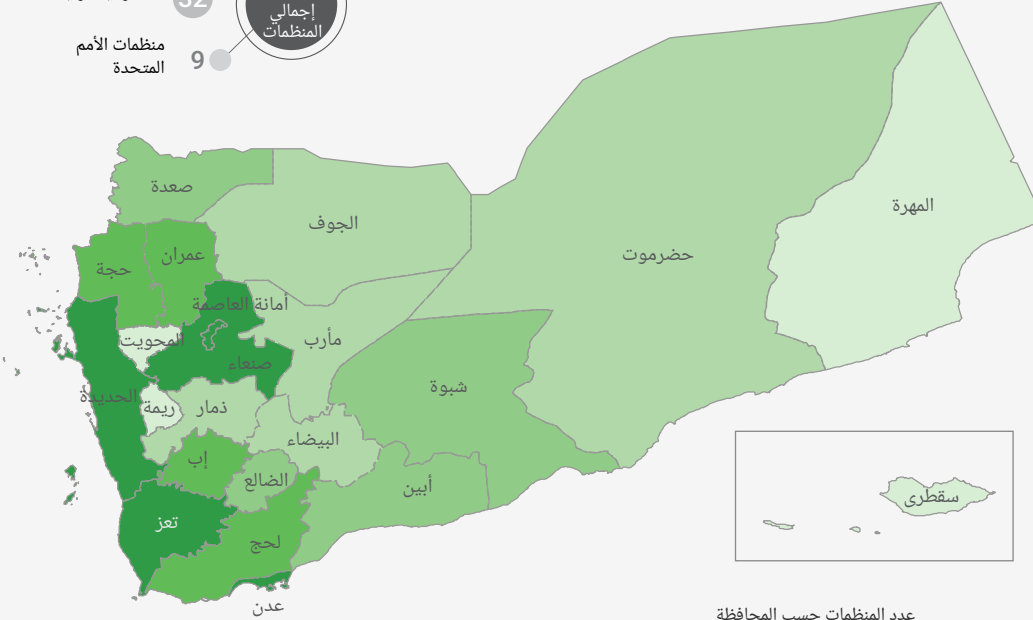 32
إجمالي
المنظمات
منظمات الأمم
المتحدة
9
صعدة
الجوف
المهرة
حضرموت
عمران
حجة
أمانة العاصمة
مأرب
المحويت
صنعاء
شبوة
الحديدة
ريمة
ذمار
البيضاء
إب
الضالع
أبين
سقطرى
تعز
لحج
عدن
عدد المنظمات حسب المحافظة